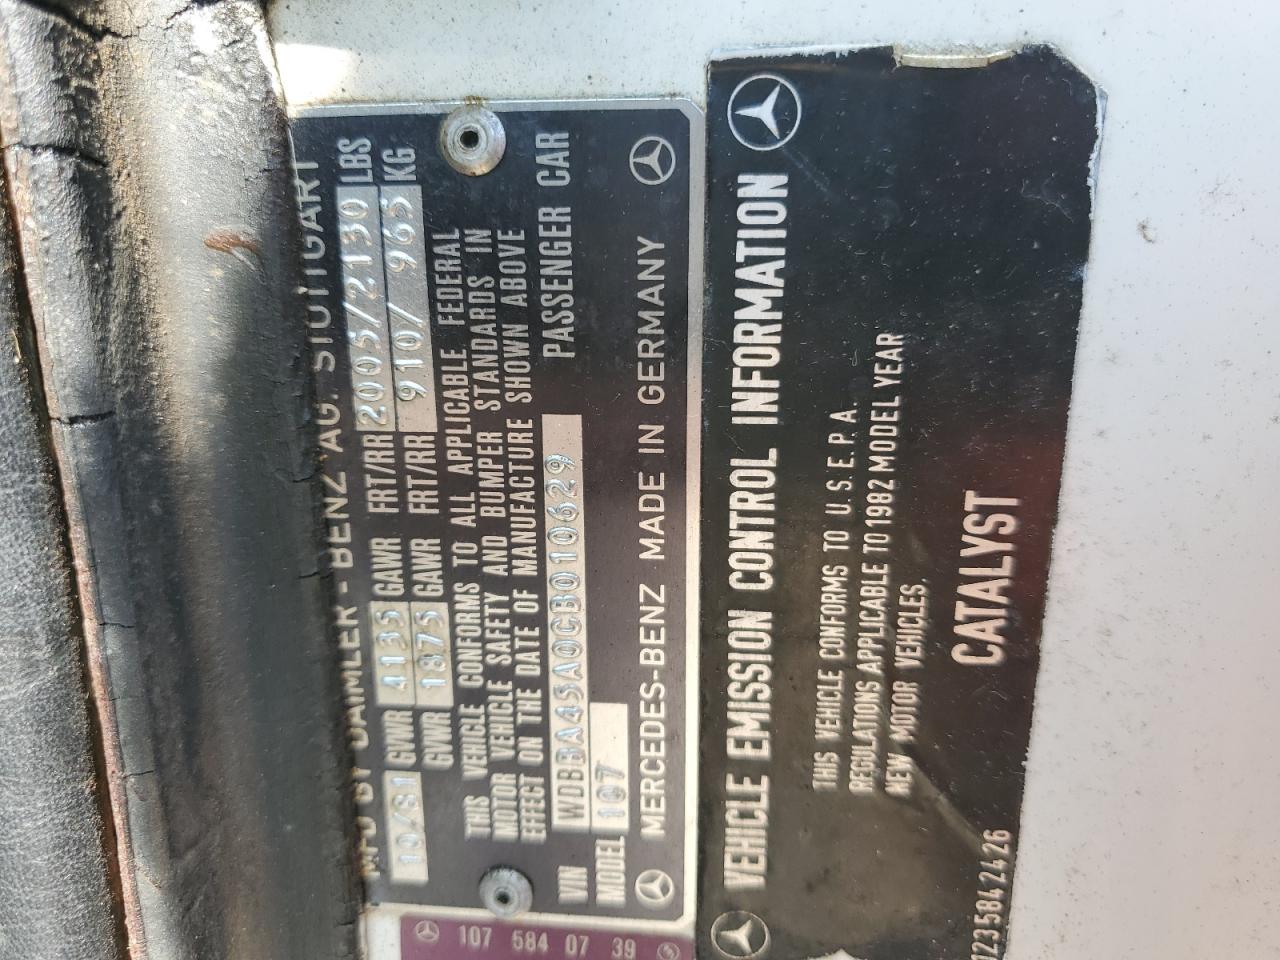 MFD BY DAIMLER-BENZ AG. STUTTGART
10/81 GVWR 4135 GAWR FRT/RR 2005/2130 LBS
GVWR 1875 GAWR FRT/RR 910/ 965 KG
THIS VEHICLE CONFORMS TO ALL APPLICABLE FEDERAL
MOTOR VEHICLE SAFETY AND BUMPER STANDARDS IN
EFFECT ON THE DATE OF MANUFACTURE SHOWN ABOVE
VIN WDBBA45A0CB010629 PASSENGER CAR
MODEL 107
MERCEDES-BENZ MADE IN GERMANY
107 584 07 39
VEHICLE EMISSION CONTROL INFORMATION
THIS VEHICLE CONFORMS TO U.S.E.P.A.
REGULATIONS APPLICABLE TO 1982 MODEL YEAR
NEW MOTOR VEHICLES.
CATALYST
1235842426